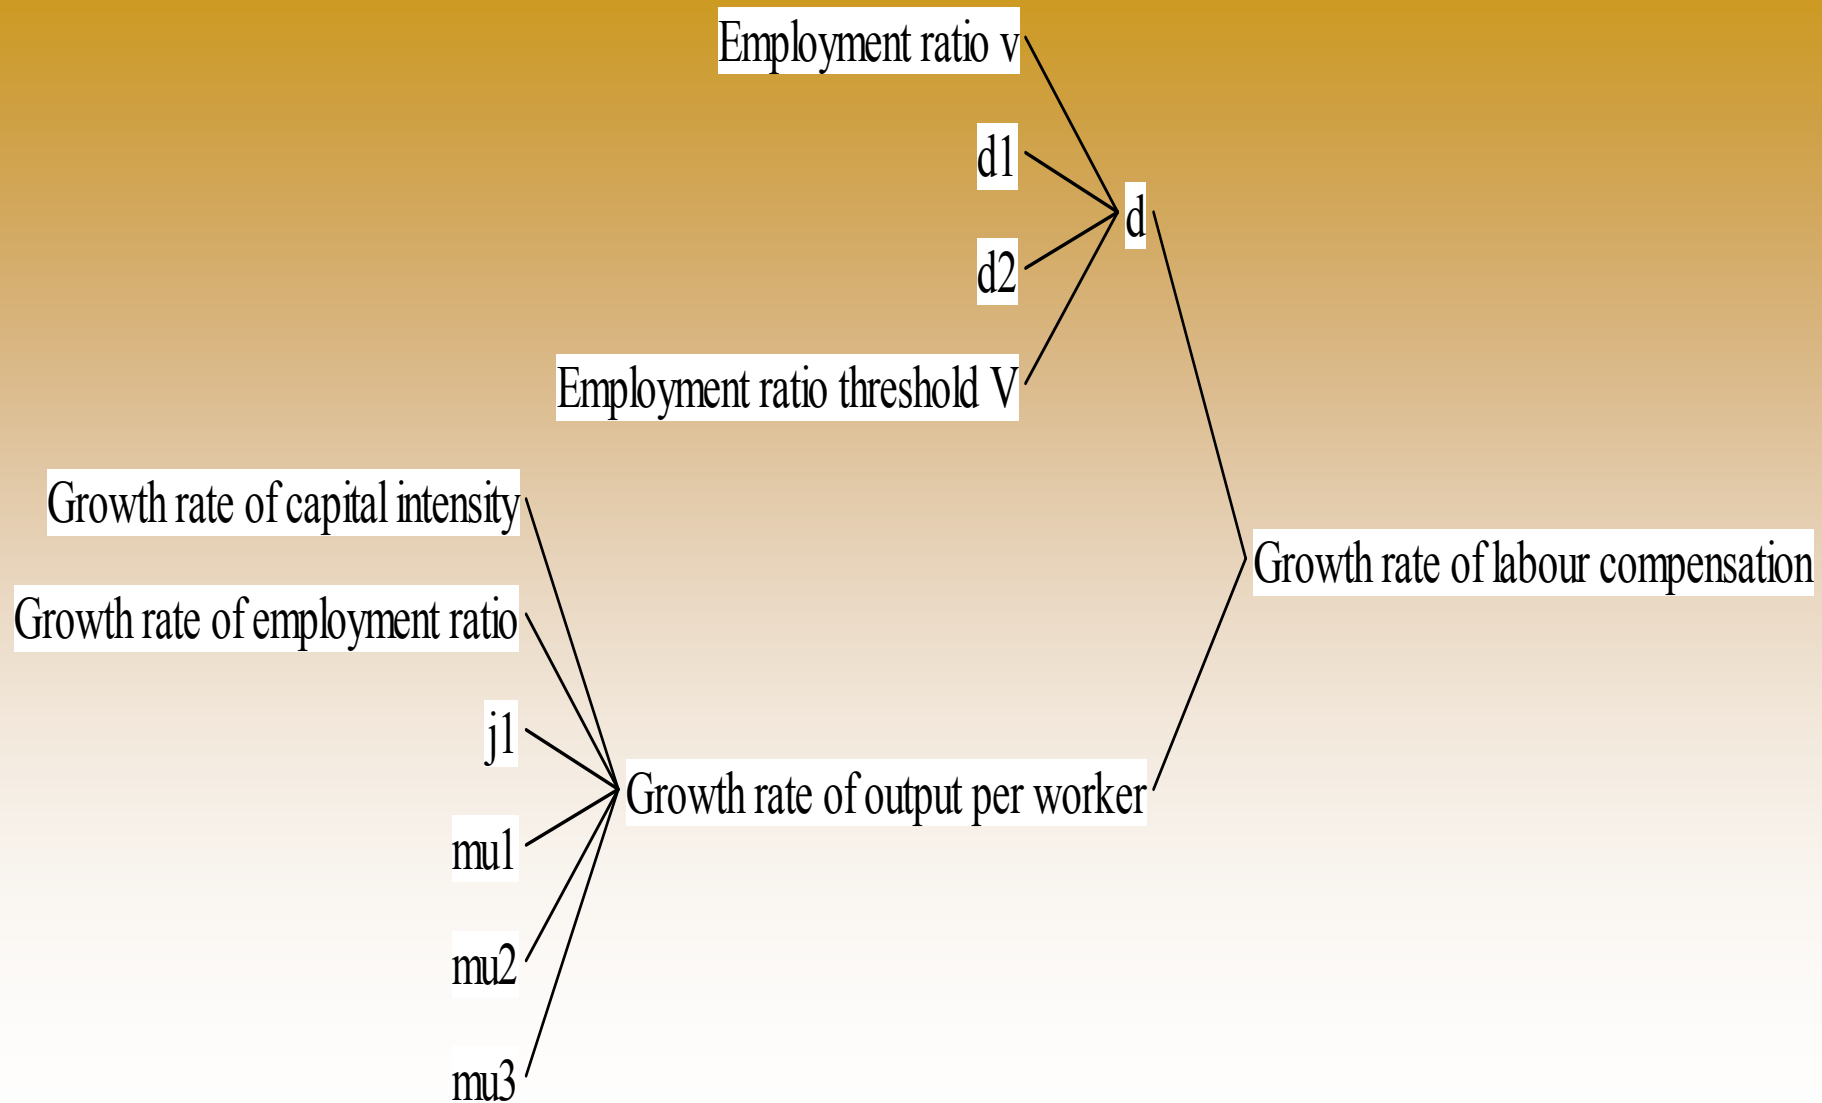 Employment ratio v
d1
d
d2
Employment ratio threshold V
Growth rate of capital intensity
Growth rate of labour compensation
Growth rate of employment ratio
j1
Growth rate of output per worker
mu1
mu2
mu3